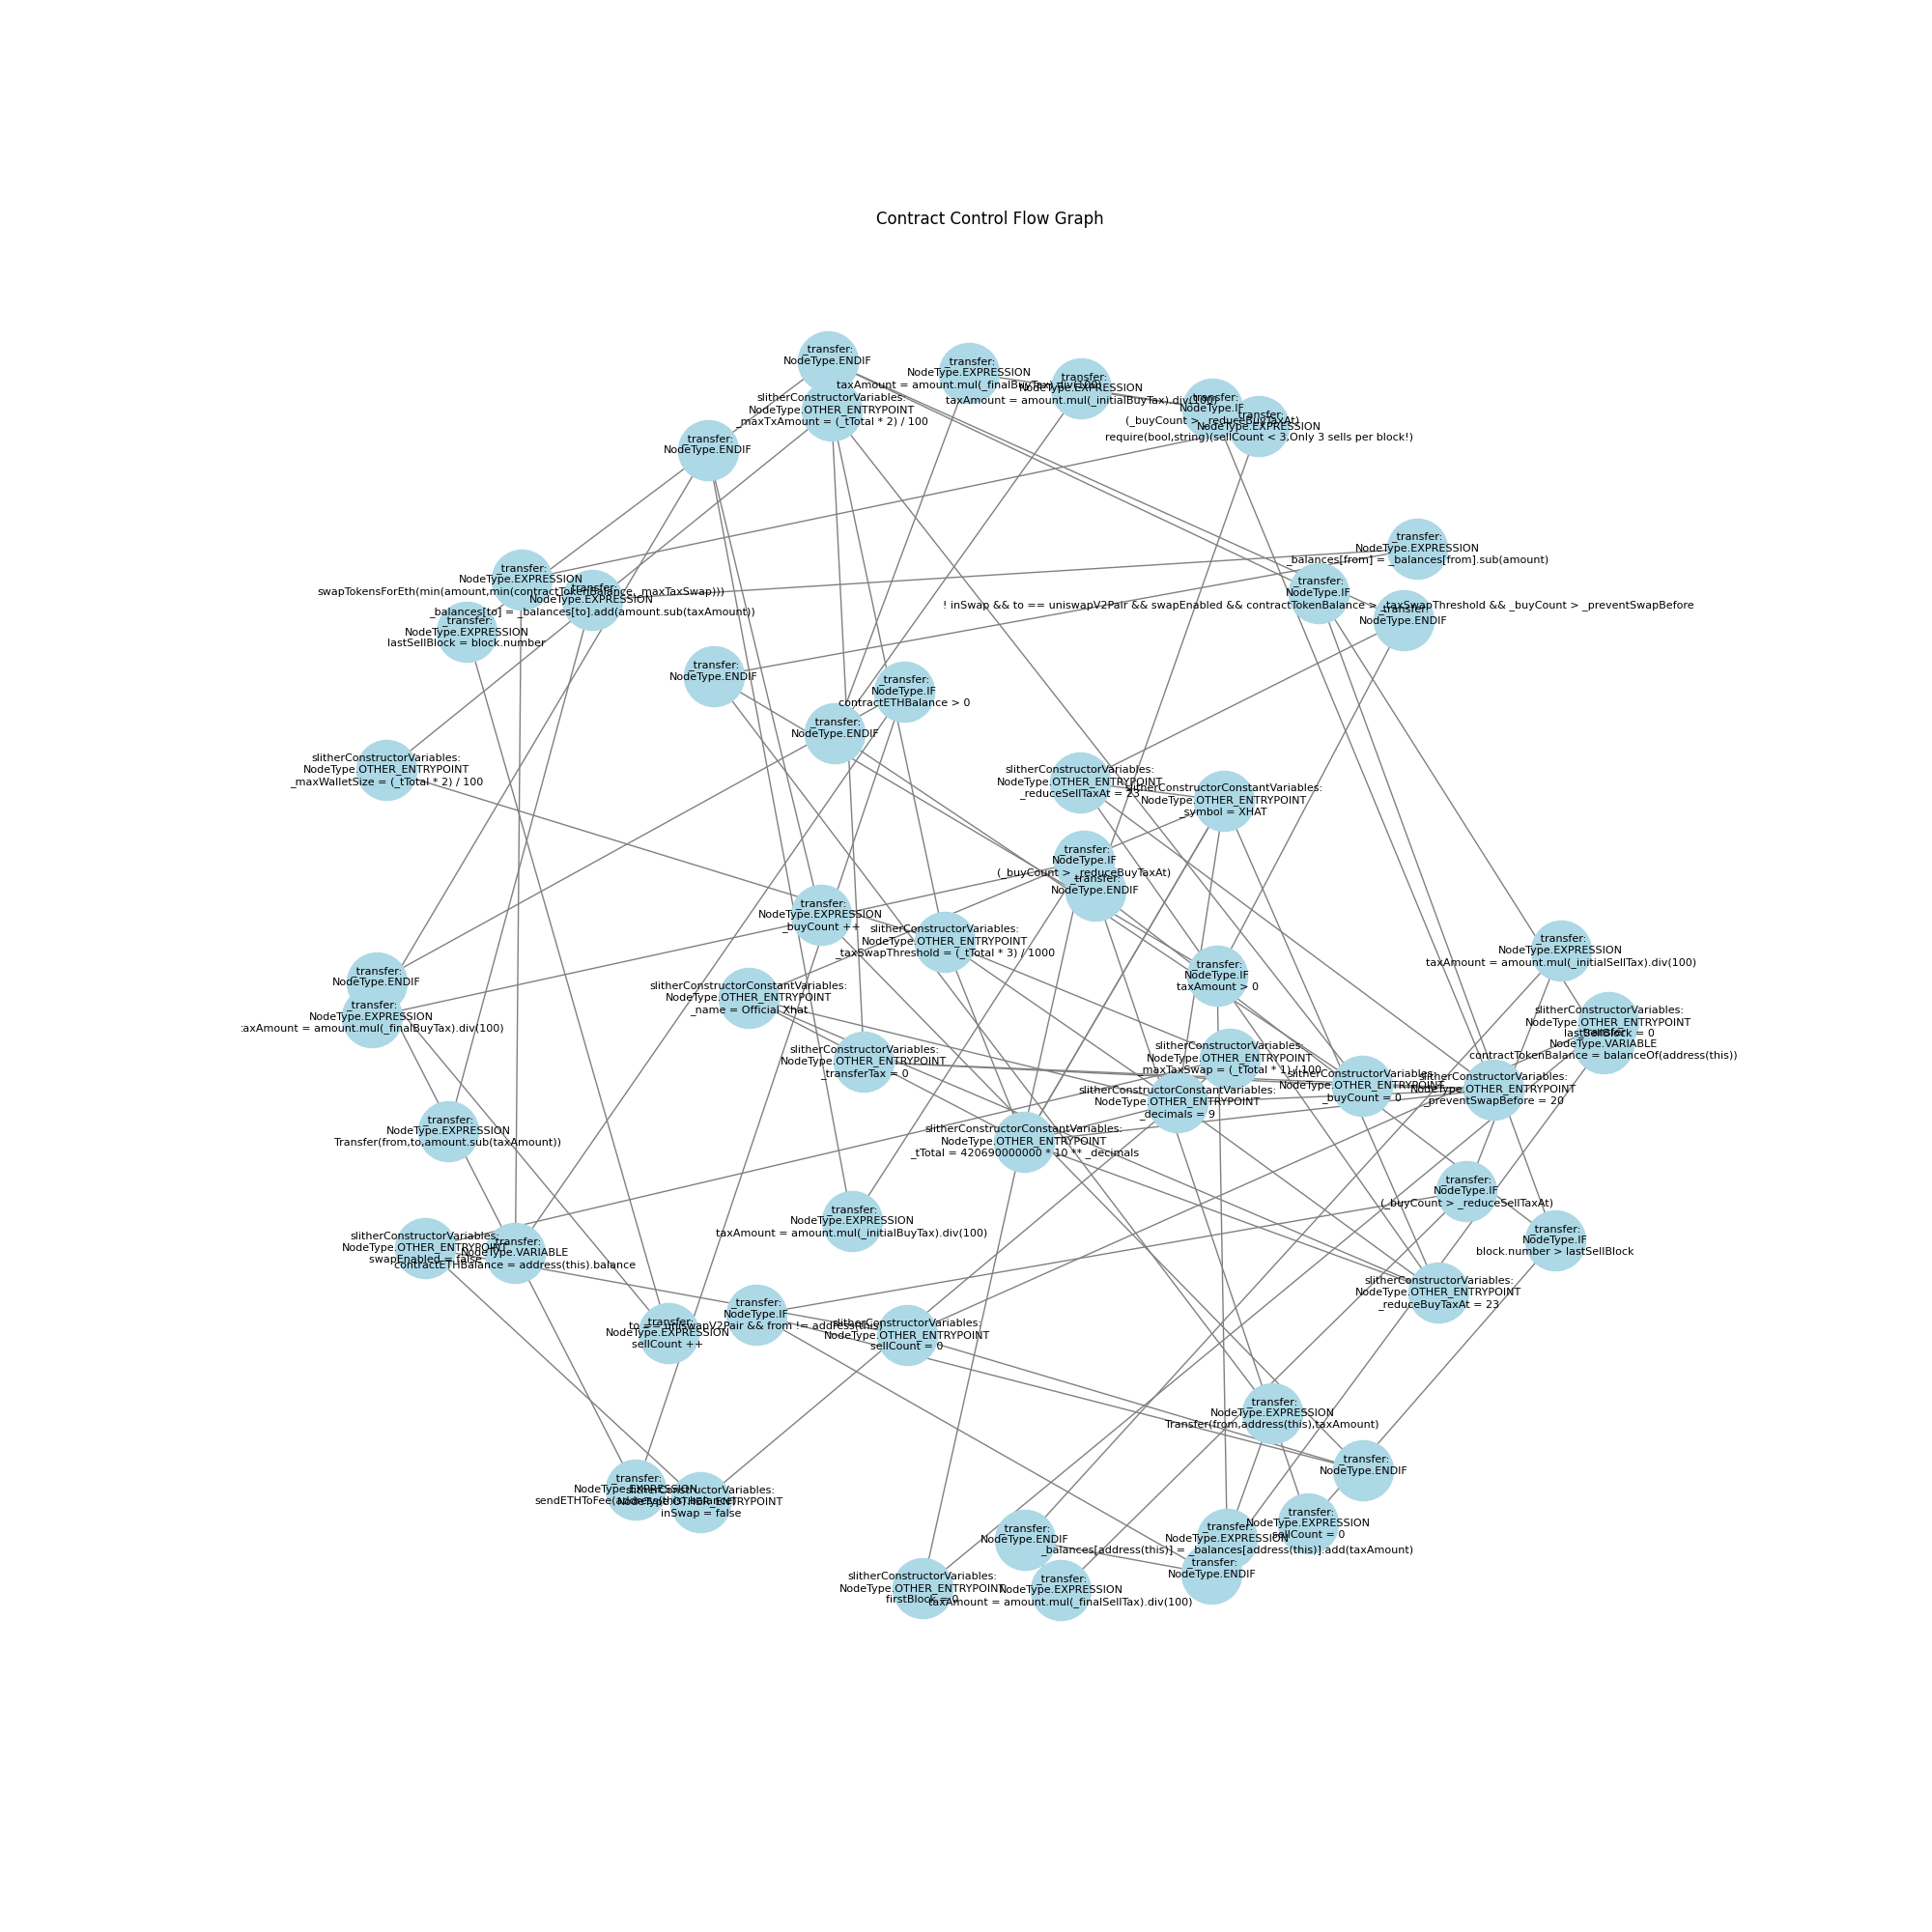 Contract Control Flow Graph
_transfer:
NodeType.ENDIF
_transfer:
NodeType.EXPRESSION
taxAmount = amount.mul(_finalBuyTax).div(100)
_transfer:
NodeType.EXPRESSION
taxAmount = amount.mul(_initialBuyTax).div(100)
slitherConstructorVariables:
NodeType.OTHER_ENTRYPOINT
_maxTxAmount = (_tTotal * 2) / 100
_transfer:
NodeType.IF
(_buyCount > _reduceBuyTaxAt)
_transfer:
NodeType.EXPRESSION
require(bool,string)(sellCount < 3,Only 3 sells per block!)
_transfer:
NodeType.ENDIF
_transfer:
NodeType.EXPRESSION
_balances[from] = _balances[from].sub(amount)
_transfer:
NodeType.EXPRESSION
swapTokensForEth(min(amount,min(contractTokenBalance,_maxTaxSwap)))
_transfer:
NodeType.IF
! inSwap && to == uniswapV2Pair && swapEnabled && contractTokenBalance > _taxSwapThreshold && _buyCount > _preventSwapBefore
_transfer:
NodeType.EXPRESSION
_balances[to] = _balances[to].add(amount.sub(taxAmount))
_transfer:
NodeType.ENDIF
_transfer:
NodeType.EXPRESSION
lastSellBlock = block.number
_transfer:
NodeType.ENDIF
_transfer:
NodeType.IF
contractETHBalance > 0
_transfer:
NodeType.ENDIF
slitherConstructorVariables:
NodeType.OTHER_ENTRYPOINT
_maxWalletSize = (_tTotal * 2) / 100
slitherConstructorVariables:
NodeType.OTHER_ENTRYPOINT
_reduceSellTaxAt = 23
slitherConstructorConstantVariables:
NodeType.OTHER_ENTRYPOINT
_symbol = XHAT
_transfer:
NodeType.IF
(_buyCount > _reduceBuyTaxAt)
_transfer:
NodeType.ENDIF
_transfer:
NodeType.EXPRESSION
_buyCount ++
slitherConstructorVariables:
NodeType.OTHER_ENTRYPOINT
_taxSwapThreshold = (_tTotal * 3) / 1000
_transfer:
NodeType.EXPRESSION
taxAmount = amount.mul(_initialSellTax).div(100)
_transfer:
NodeType.IF
taxAmount > 0
_transfer:
NodeType.ENDIF
slitherConstructorConstantVariables:
NodeType.OTHER_ENTRYPOINT
_name = Official Xhat
_transfer:
NodeType.EXPRESSION
taxAmount = amount.mul(_finalBuyTax).div(100)
slitherConstructorVariables:
NodeType.OTHER_ENTRYPOINT
lastSellBlock = 0
_transfer:
NodeType.VARIABLE
contractTokenBalance = balanceOf(address(this))
slitherConstructorVariables:
NodeType.OTHER_ENTRYPOINT
_transferTax = 0
slitherConstructorVariables:
NodeType.OTHER_ENTRYPOINT
_maxTaxSwap = (_tTotal * 1) / 100
slitherConstructorVariables:
NodeType.OTHER_ENTRYPOINT
_buyCount = 0
slitherConstructorVariables:
NodeType.OTHER_ENTRYPOINT
_preventSwapBefore = 20
slitherConstructorConstantVariables:
NodeType.OTHER_ENTRYPOINT
_decimals = 9
_transfer:
NodeType.EXPRESSION
Transfer(from,to,amount.sub(taxAmount))
slitherConstructorConstantVariables:
NodeType.OTHER_ENTRYPOINT
_tTotal = 420690000000 * 10 ** _decimals
_transfer:
NodeType.IF
(_buyCount > _reduceSellTaxAt)
_transfer:
NodeType.EXPRESSION
taxAmount = amount.mul(_initialBuyTax).div(100)
_transfer:
NodeType.IF
block.number > lastSellBlock
slitherConstructorVariables:
NodeType.OTHER_ENTRYPOINT
swapEnabled = false
_transfer:
NodeType.VARIABLE
contractETHBalance = address(this).balance
slitherConstructorVariables:
NodeType.OTHER_ENTRYPOINT
_reduceBuyTaxAt = 23
_transfer:
NodeType.IF
to == uniswapV2Pair && from != address(this)
_transfer:
NodeType.EXPRESSION
sellCount ++
slitherConstructorVariables:
NodeType.OTHER_ENTRYPOINT
sellCount = 0
_transfer:
NodeType.EXPRESSION
Transfer(from,address(this),taxAmount)
_transfer:
NodeType.ENDIF
_transfer:
NodeType.EXPRESSION
sendETHToFee(address(this).balance)
slitherConstructorVariables:
NodeType.OTHER_ENTRYPOINT
inSwap = false
_transfer:
NodeType.EXPRESSION
sellCount = 0
_transfer:
NodeType.ENDIF
_transfer:
NodeType.EXPRESSION
_balances[address(this)] = _balances[address(this)].add(taxAmount)
_transfer:
NodeType.ENDIF
slitherConstructorVariables:
NodeType.OTHER_ENTRYPOINT
firstBlock = 0
_transfer:
NodeType.EXPRESSION
taxAmount = amount.mul(_finalSellTax).div(100)